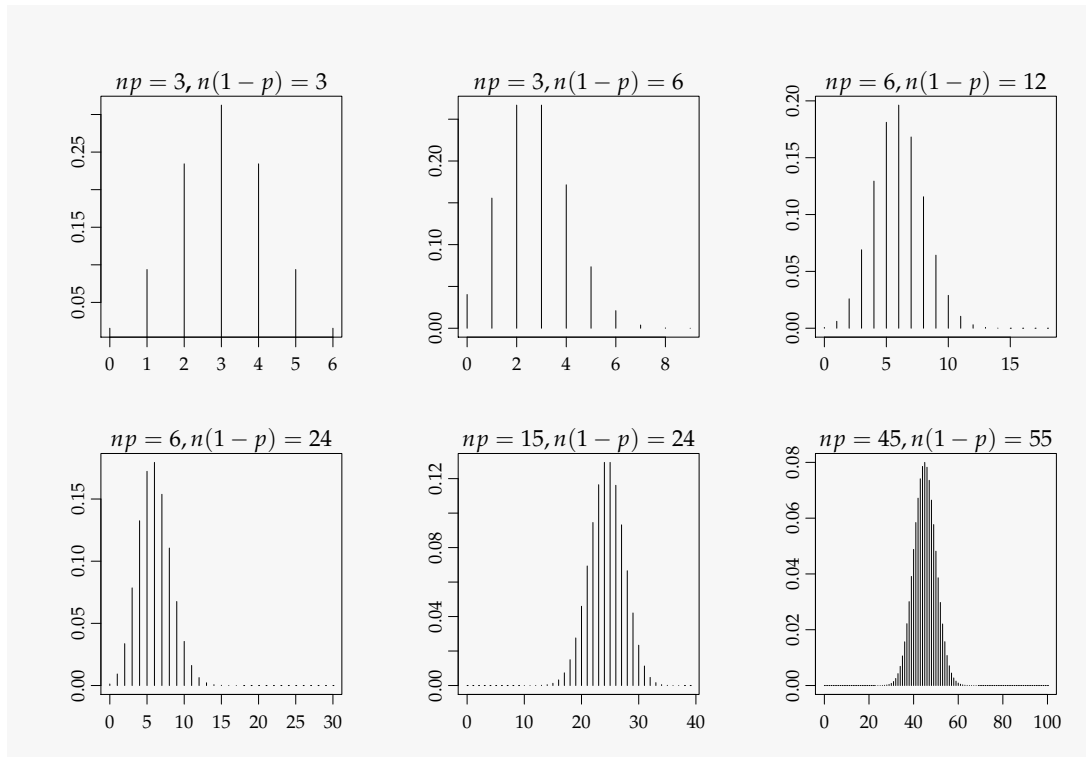 np = 3, n(1 − p) = 3
0.05 0.15 0.25
0 1 2 3 4 5 6
np = 3, n(1 − p) = 6
0.00 0.10 0.20
0 2 4 6 8
np = 6, n(1 − p) = 12
0.00 0.05 0.10 0.15 0.20
0 5 10 15
np = 6, n(1 − p) = 24
0.00 0.05 0.10 0.15
0 5 10 15 20 25 30
np = 15, n(1 − p) = 24
0.00 0.04 0.08 0.12
0 10 20 30 40
np = 45, n(1 − p) = 55
0.00 0.02 0.04 0.06 0.08
0 20 40 60 80 100